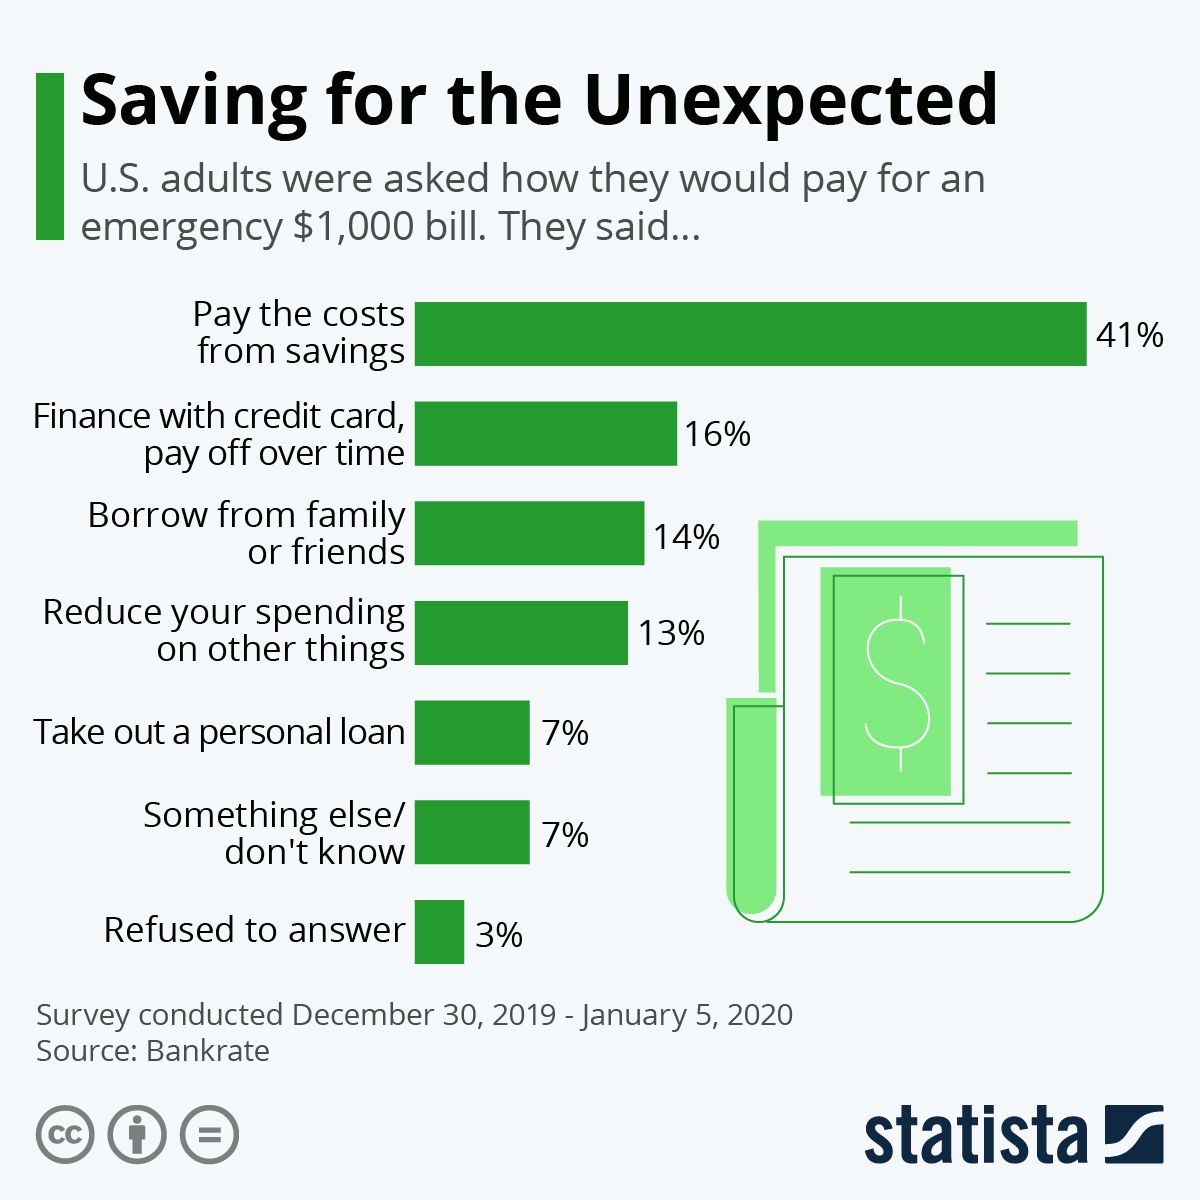 Saving for the Unexpected
U.S. adults were asked how they would pay for an
emergency $1,000 bill. They said...
Pay the costs
from savings
41%
Finance with credit card,
pay off over time
16%
Borrow from family
or friends
14%
Reduce your spending
on other things
13%
Take out a personal loan
7%
Something else/
don't know
7%
Refused to answer
3%
$
Survey conducted December 30, 2019 - January 5, 2020
Source: Bankrate
cc
=
statista